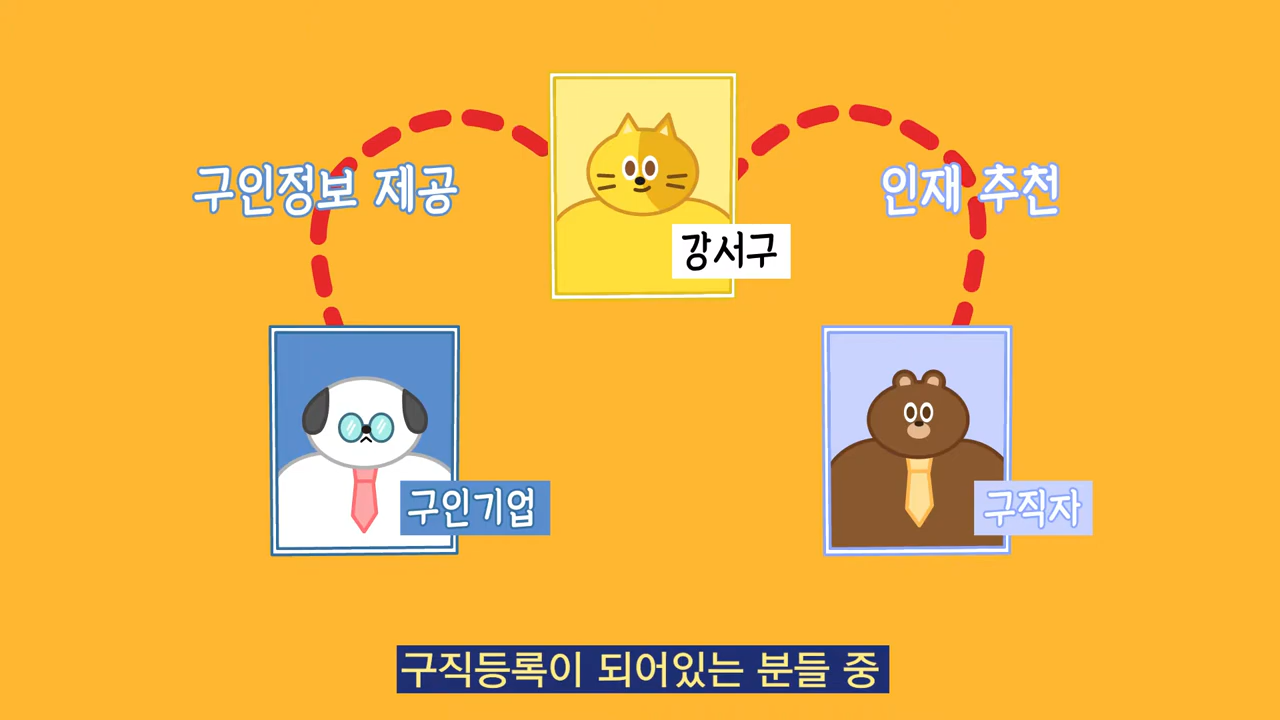 구인정보 제공
인재 추천
강서구
구인기업
구직자
구직등록이 되어있는 분들 중